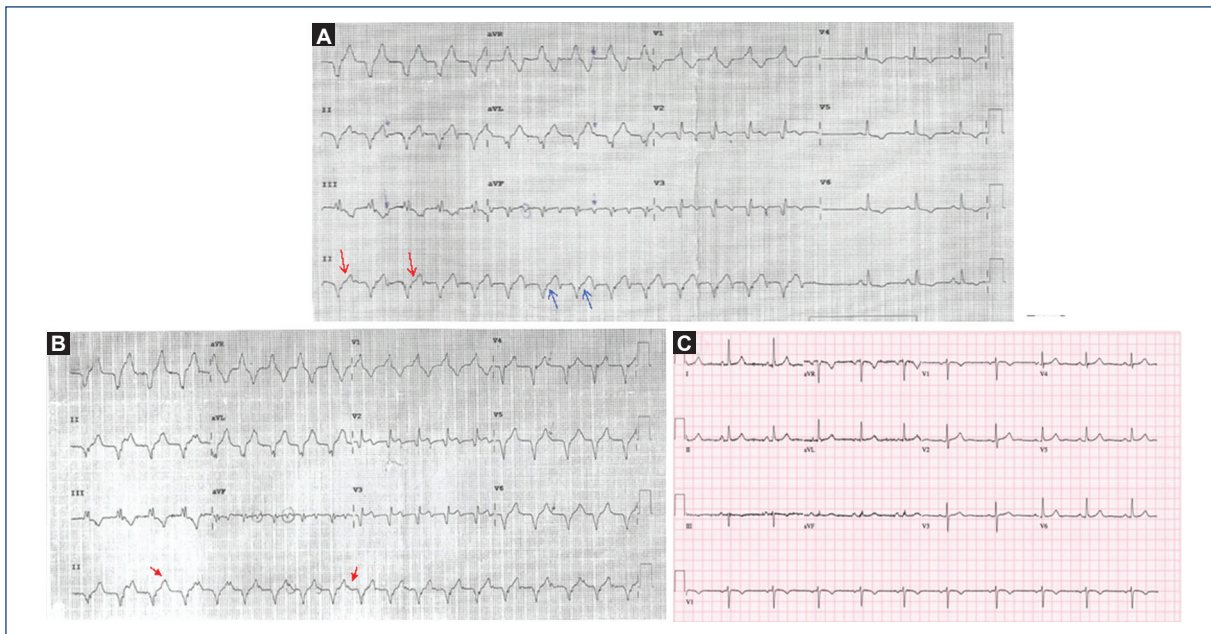 A
aVR V1 V4
II aVL V2 V5
III aVF V3 V6
II
B
aVR V1 V4
II aVL V2 V5
III aVF V3 V6
II
C
I aVR V1 V4
II aVL V2 V5
III aVF V3 V6
V1